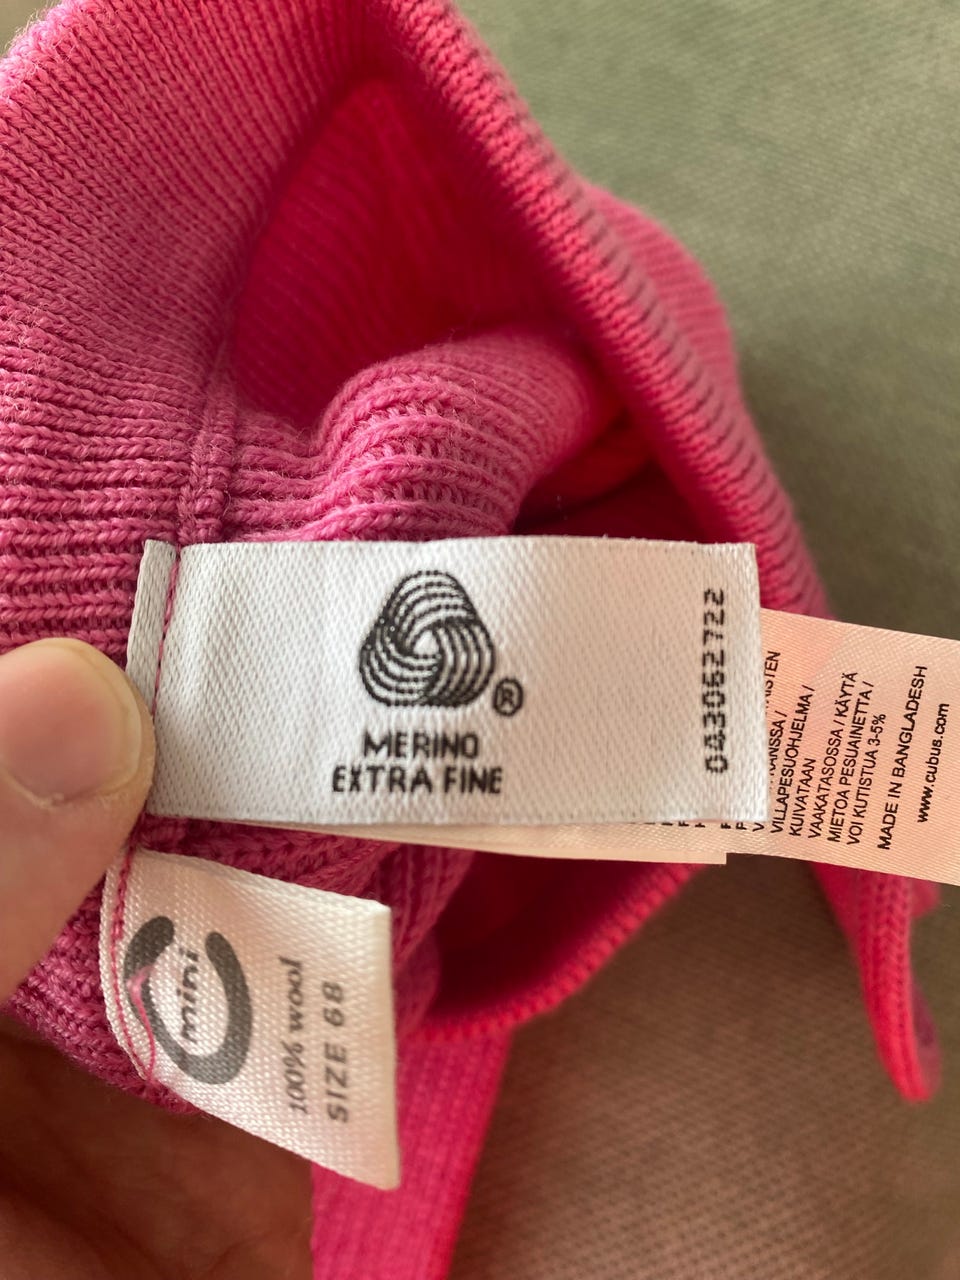 ®
MERINO
EXTRA FINE
043062722
VILLAPESUOHJELMA /
KUIVATAAN
VAAKATASOSSA / KÄYTÄ
MIETOA PESUAINETTA /
VOI KUTISTUA 3-5%
MADE IN BANGLADESH
www.cubus.com
mini
100% wool
SIZE 68